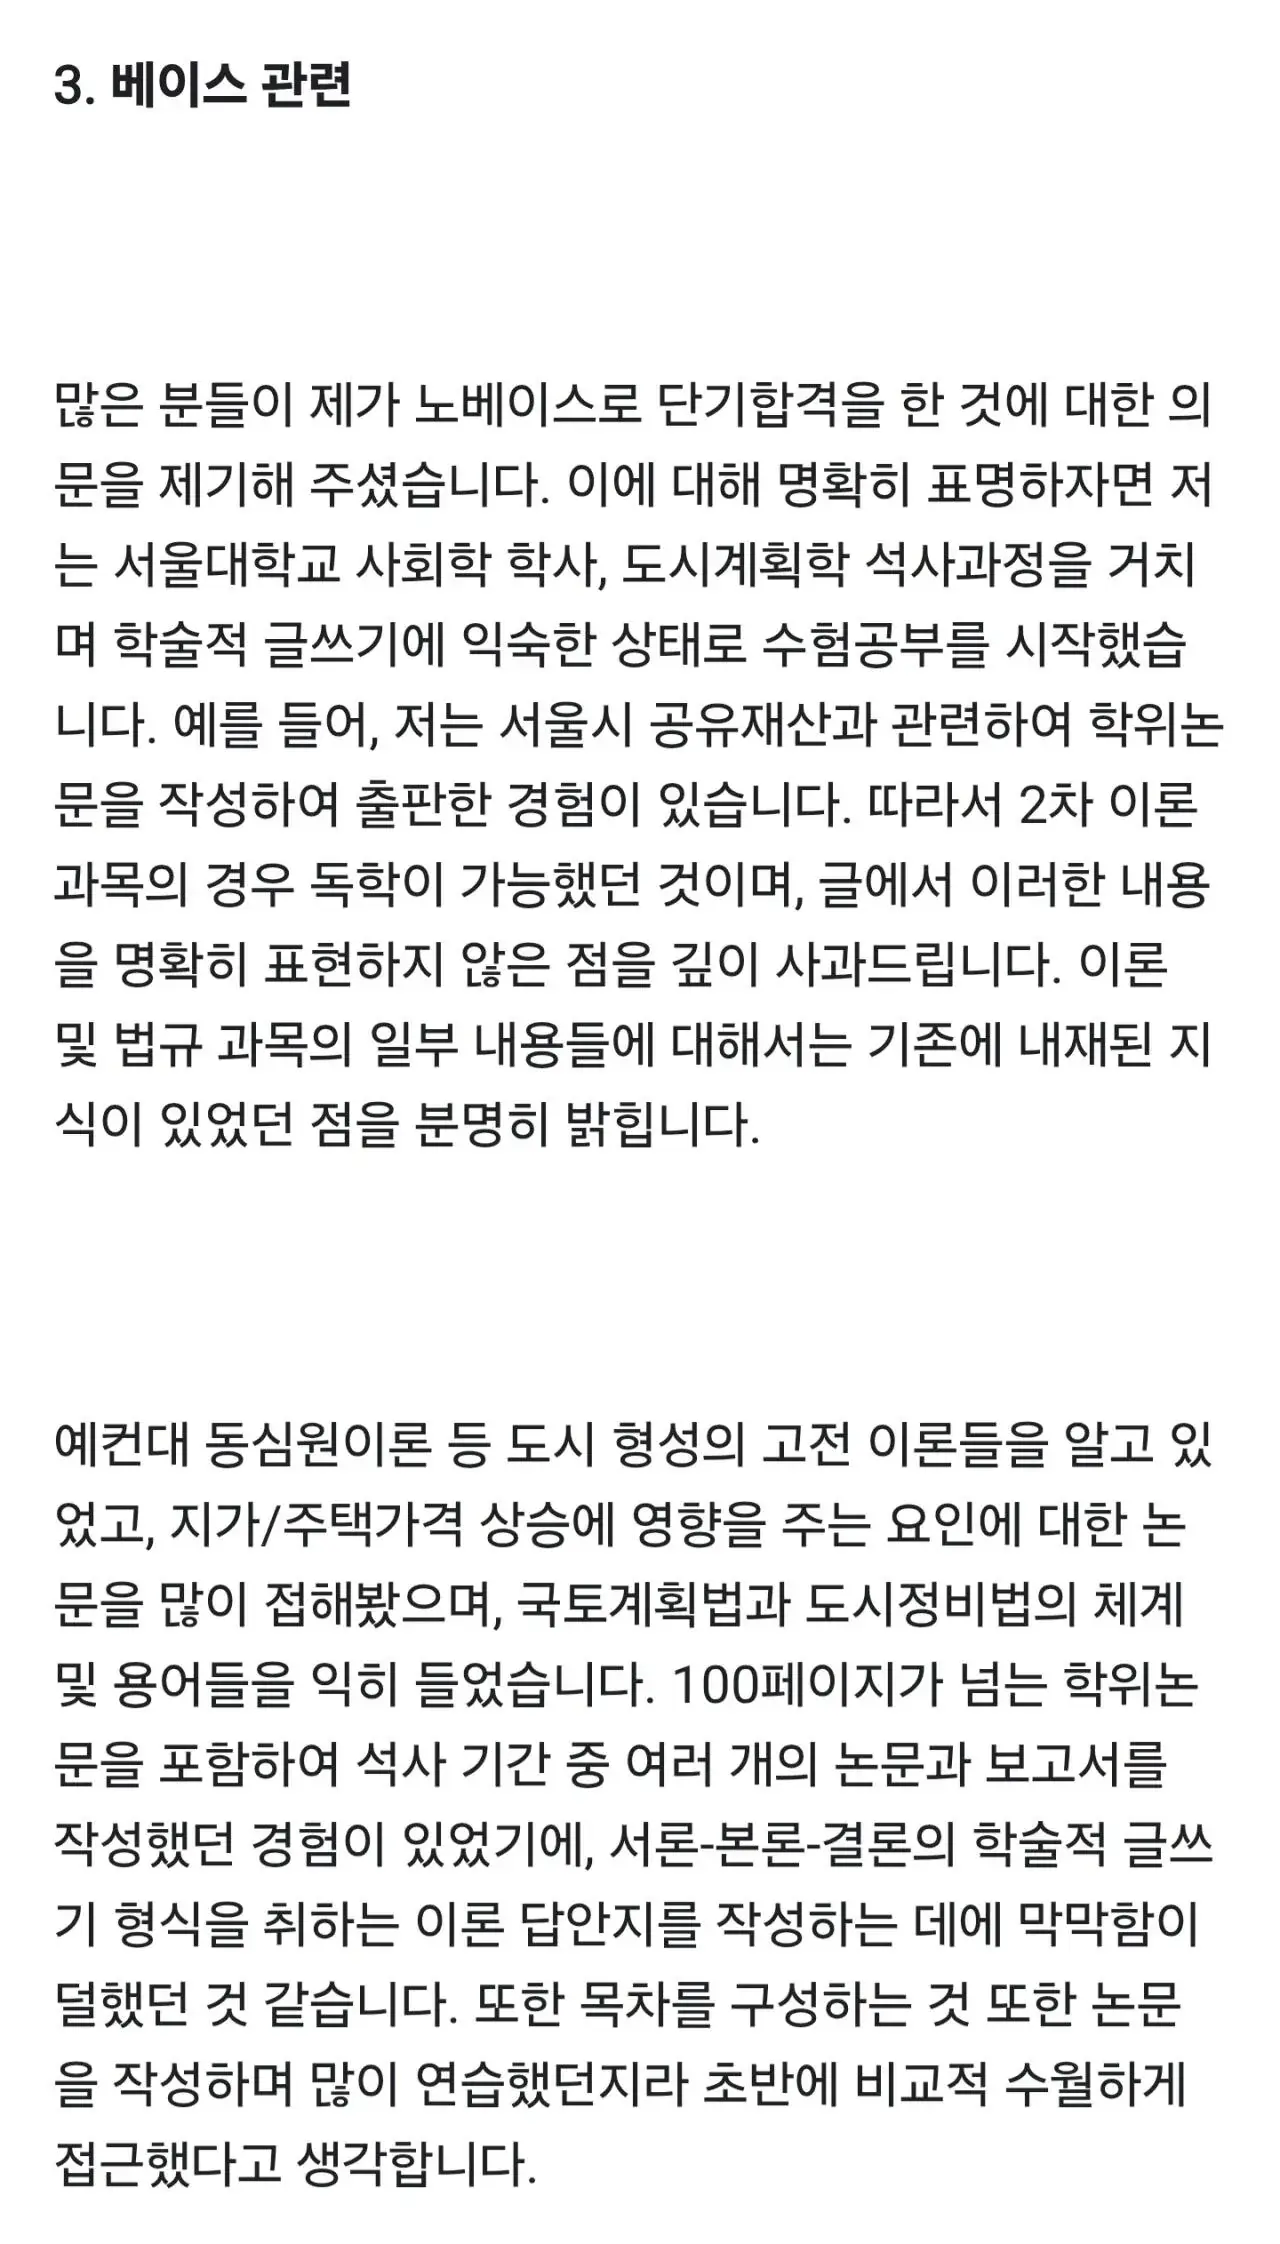 3. 베이스 관련
많은 분들이 제가 노베이스로 단기합격을 한 것에 대한 의
문을 제기해 주셨습니다. 이에 대해 명확히 표명하자면 저
는 서울대학교 사회학 학사, 도시계획학 석사과정을 거치
며 학술적 글쓰기에 익숙한 상태로 수험공부를 시작했습
니다. 예를 들어, 저는 서울시 공유재산과 관련하여 학위논
문을 작성하여 출판한 경험이 있습니다. 따라서 2차 이론
과목의 경우 독학이 가능했던 것이며, 글에서 이러한 내용
을 명확히 표현하지 않은 점을 깊이 사과드립니다. 이론
및 법규 과목의 일부 내용들에 대해서는 기존에 내재된 지
식이 있었던 점을 분명히 밝힙니다.
예컨대 동심원이론 등 도시 형성의 고전 이론들을 알고 있
었고, 지가/주택가격 상승에 영향을 주는 요인에 대한 논
문을 많이 접해봤으며, 국토계획법과 도시정비법의 체계
및 용어들을 익히 들었습니다. 100페이지가 넘는 학위논
문을 포함하여 석사 기간 중 여러 개의 논문과 보고서를
작성했던 경험이 있었기에, 서론-본론-결론의 학술적 글쓰
기 형식을 취하는 이론 답안지를 작성하는 데에 막막함이
덜했던 것 같습니다. 또한 목차를 구성하는 것 또한 논문
을 작성하며 많이 연습했던지라 초반에 비교적 수월하게
접근했다고 생각합니다.